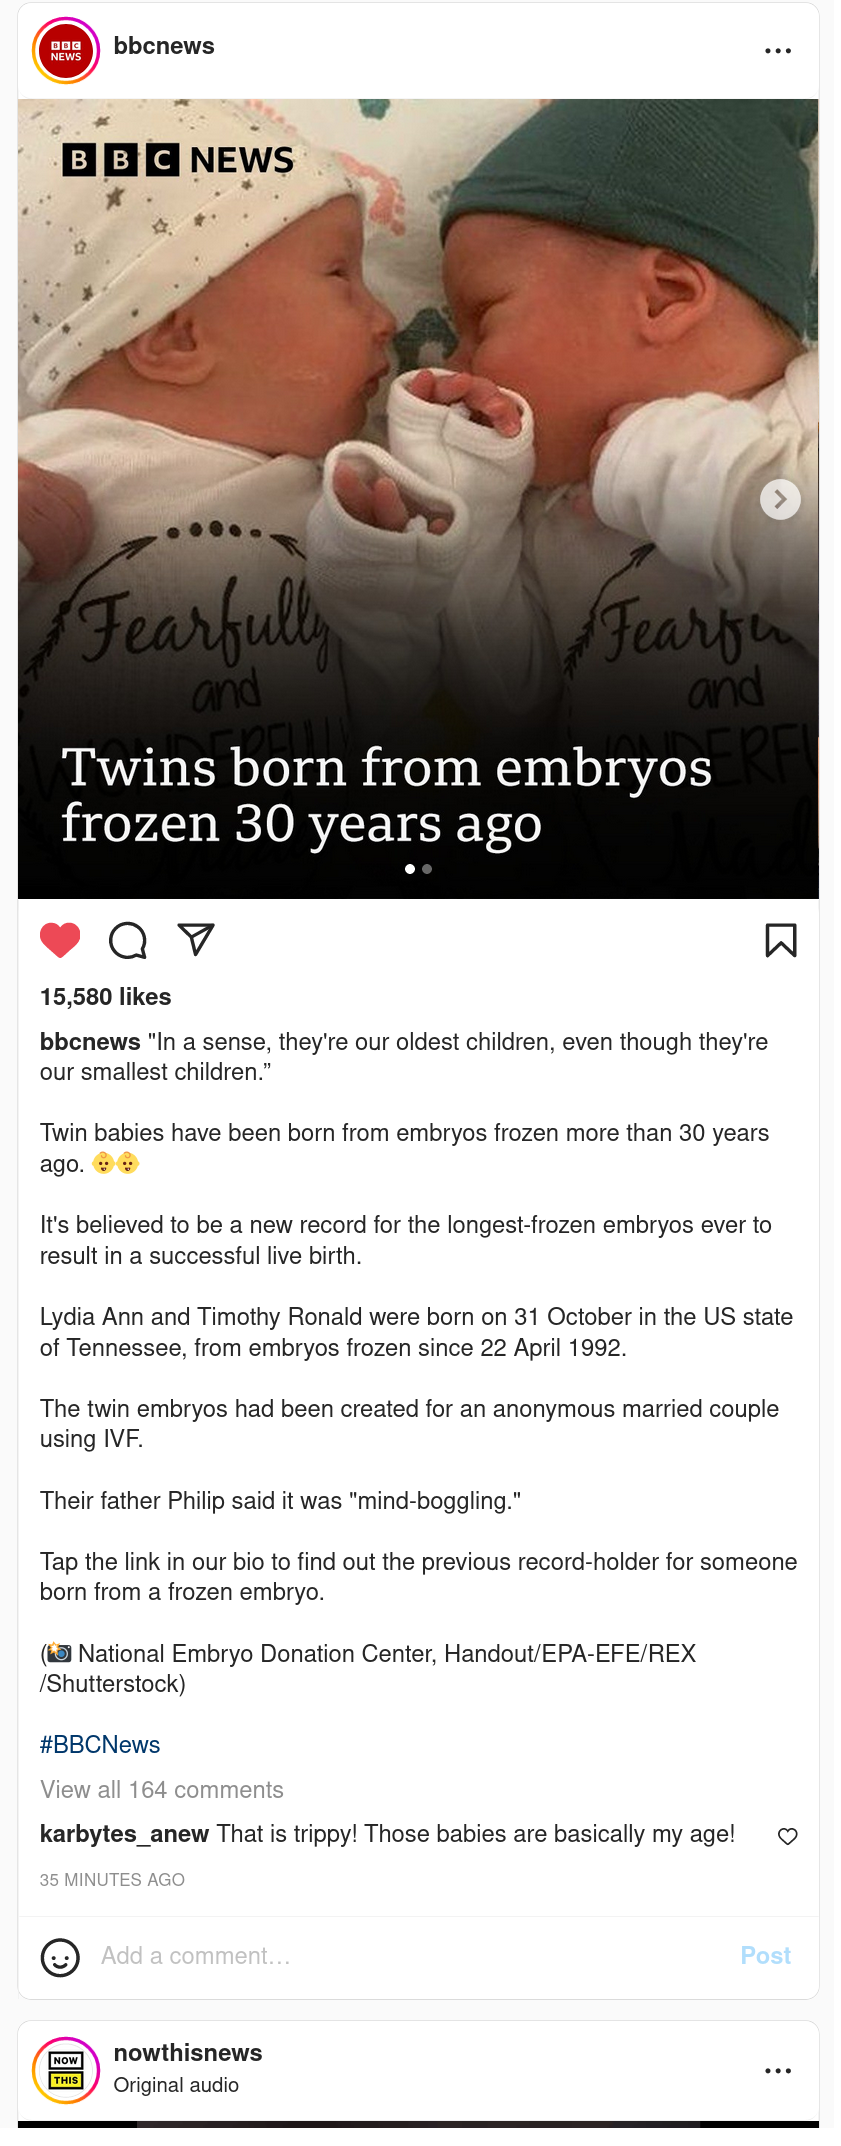 BBC
NEWS
bbcnews
BBC NEWS
Fearfully
and
WONDERFULLY
Fearfu
and
WONDERFU
Mad
Twins born from embryos
frozen 30 years ago
15,580 likes
bbcnews "In a sense, they're our oldest children, even though they're
our smallest children.”
Twin babies have been born from embryos frozen more than 30 years
ago. 👶👶
It's believed to be a new record for the longest-frozen embryos ever to
result in a successful live birth.
Lydia Ann and Timothy Ronald were born on 31 October in the US state
of Tennessee, from embryos frozen since 22 April 1992.
The twin embryos had been created for an anonymous married couple
using IVF.
Their father Philip said it was "mind-boggling."
Tap the link in our bio to find out the previous record-holder for someone
born from a frozen embryo.
(📸 National Embryo Donation Center, Handout/EPA-EFE/REX
/Shutterstock)
#BBCNews
View all 164 comments
karbytes_anew That is trippy! Those babies are basically my age!
35 MINUTES AGO
Add a comment...
Post
NOW
THIS
nowthisnews
Original audio